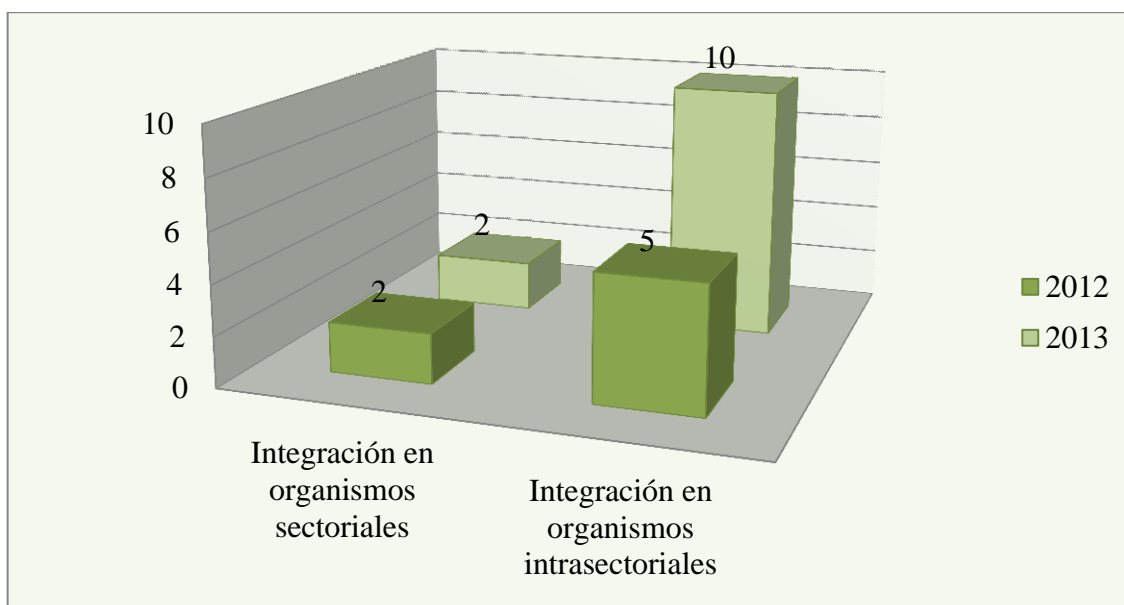 10
8
6
4
2
0
2
2
5
10
Integración en
organismos
sectoriales
Integración en
organismos
intrasectoriales
2012
2013